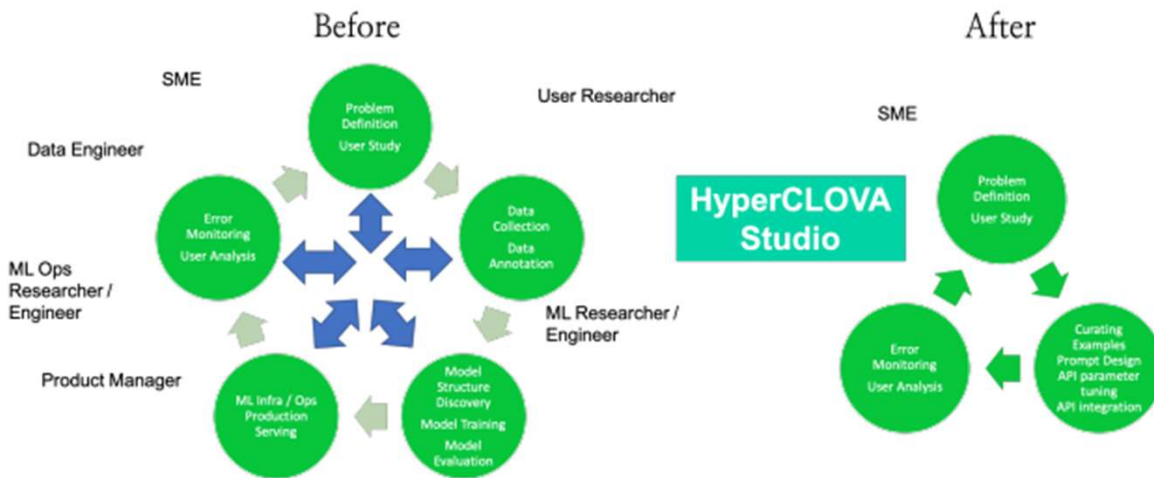 Before
After
SME
User Researcher
Data Engineer
Problem
Definition
User Study
Error
Monitoring
User Analysis
Data
Collection
Data
Annotation
ML Ops
Researcher /
Engineer
ML Researcher /
Engineer
Product Manager
ML Infra / Ops
Production
Serving
Model
Structure
Discovery
Model Training
Model
Evaluation
HyperCLOVA
Studio
SME
Problem
Definition
User Study
Error
Monitoring
User Analysis
Curating
Examples
Prompt Design
API parameter
tuning
API integration